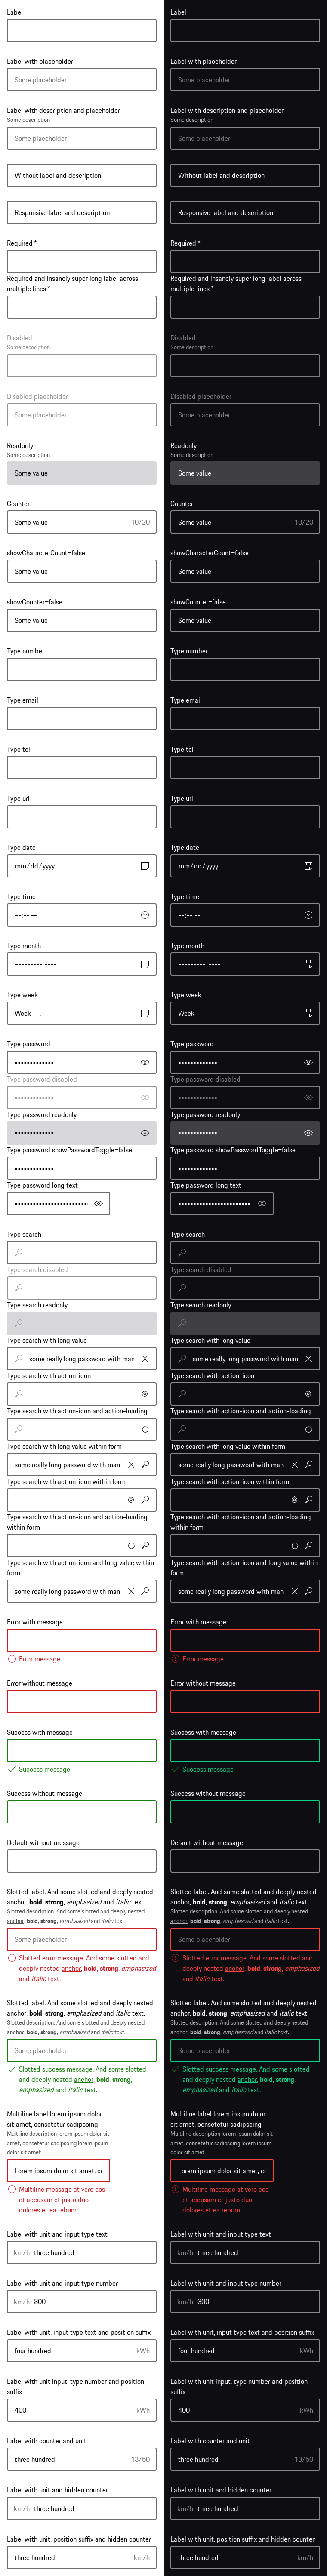 Label
Label with placeholder
Some placeholder
Label with description and placeholder
Some description
Some placeholder
Without label and description
Responsive label and description
Required *
Required and insanely super long label across
multiple lines *
Disabled
Some description
Disabled placeholder
Some placeholder
Readonly
Some description
Some value
Counter
Some value 10/20
showCharacterCount=false
Some value
showCounter=false
Some value
Type number
Type email
Type tel
Type url
Type date
mm/dd/yyyy
Type time
--:-- --
Type month
--------- ----
Type week
Week --, ----
Type password
•••••••••••••
Type password disabled
•••••••••••••
Type password readonly
•••••••••••••
Type password showPasswordToggle=false
•••••••••••••
Type password long text
••••••••••••••••••••••••
Type search
Type search disabled
Type search readonly
Type search with long value
some really long password with man
Type search with action-icon
Type search with action-icon and action-loading
Type search with long value within form
some really long password with man
Type search with action-icon within form
Type search with action-icon and action-loading
within form
Type search with action-icon and long value within
form
some really long password with man
Error with message
Error message
Error without message
Success with message
Success message
Success without message
Default without message
Slotted label. And some slotted and deeply nested
anchor, bold, strong, emphasized and italic text.
Slotted description. And some slotted and deeply nested
anchor, bold, strong, emphasized and italic text.
Some placeholder
Slotted error message. And some slotted and
deeply nested anchor, bold, strong, emphasized
and italic text.
Slotted label. And some slotted and deeply nested
anchor, bold, strong, emphasized and italic text.
Slotted description. And some slotted and deeply nested
anchor, bold, strong, emphasized and italic text.
Some placeholder
Slotted success message. And some slotted
and deeply nested anchor, bold, strong,
emphasized and italic text.
Multiline label lorem ipsum dolor
sit amet, consetetur sadipscing
Multiline description lorem ipsum dolor sit
amet, consetetur sadipscing lorem ipsum
dolor sit amet
Lorem ipsum dolor sit amet, co
Multiline message at vero eos
et accusam et justo duo
dolores et ea rebum.
Label with unit and input type text
km/h three hundred
Label with unit and input type number
km/h 300
Label with unit, input type text and position suffix
four hundred kWh
Label with unit input, type number and position
suffix
400 kWh
Label with counter and unit
three hundred 13/50
Label with unit and hidden counter
km/h three hundred
Label with unit, position suffix and hidden counter
three hundred km/h
Label
Label with placeholder
Some placeholder
Label with description and placeholder
Some description
Some placeholder
Without label and description
Responsive label and description
Required *
Required and insanely super long label across
multiple lines *
Disabled
Some description
Disabled placeholder
Some placeholder
Readonly
Some description
Some value
Counter
Some value 10/20
showCharacterCount=false
Some value
showCounter=false
Some value
Type number
Type email
Type tel
Type url
Type date
mm/dd/yyyy
Type time
--:-- --
Type month
--------- ----
Type week
Week --, ----
Type password
•••••••••••••
Type password disabled
•••••••••••••
Type password readonly
•••••••••••••
Type password showPasswordToggle=false
•••••••••••••
Type password long text
••••••••••••••••••••••••
Type search
Type search disabled
Type search readonly
Type search with long value
some really long password with man
Type search with action-icon
Type search with action-icon and action-loading
Type search with long value within form
some really long password with man
Type search with action-icon within form
Type search with action-icon and action-loading
within form
Type search with action-icon and long value within
form
some really long password with man
Error with message
Error message
Error without message
Success with message
Success message
Success without message
Default without message
Slotted label. And some slotted and deeply nested
anchor, bold, strong, emphasized and italic text.
Slotted description. And some slotted and deeply nested
anchor, bold, strong, emphasized and italic text.
Some placeholder
Slotted error message. And some slotted and
deeply nested anchor, bold, strong, emphasized
and italic text.
Slotted label. And some slotted and deeply nested
anchor, bold, strong, emphasized and italic text.
Slotted description. And some slotted and deeply nested
anchor, bold, strong, emphasized and italic text.
Some placeholder
Slotted success message. And some slotted
and deeply nested anchor, bold, strong,
emphasized and italic text.
Multiline label lorem ipsum dolor
sit amet, consetetur sadipscing
Multiline description lorem ipsum dolor sit
amet, consetetur sadipscing lorem ipsum
dolor sit amet
Lorem ipsum dolor sit amet, co
Multiline message at vero eos
et accusam et justo duo
dolores et ea rebum.
Label with unit and input type text
km/h three hundred
Label with unit and input type number
km/h 300
Label with unit, input type text and position suffix
four hundred kWh
Label with unit input, type number and position
suffix
400 kWh
Label with counter and unit
three hundred 13/50
Label with unit and hidden counter
km/h three hundred
Label with unit, position suffix and hidden counter
three hundred km/h